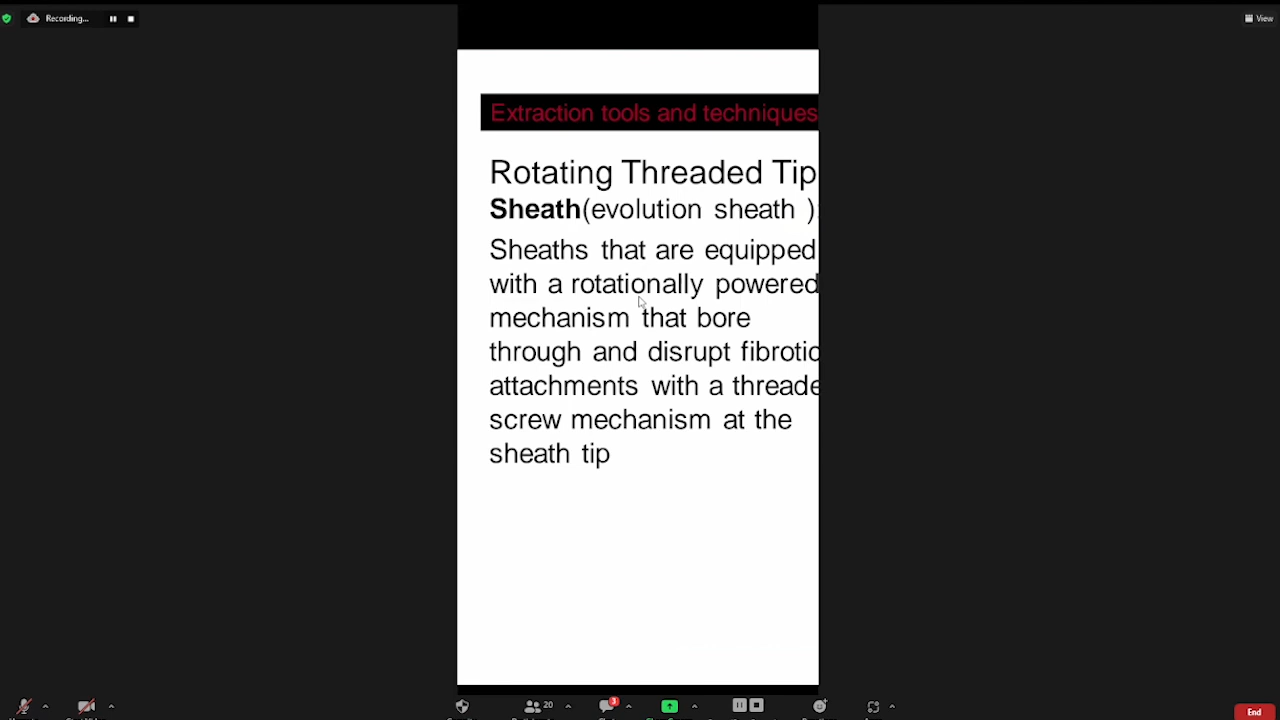 Recording...
View
Extraction tools and techniques
Rotating Threaded Tip
Sheath(evolution sheath ):
Sheaths that are equipped
with a rotationally powered
mechanism that bore
through and disrupt fibrotic
attachments with a threade
screw mechanism at the
sheath tip
20
3
End